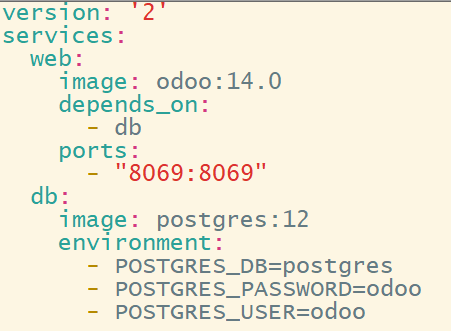 version: '2'
services:
  web:
    image: odoo:14.0
    depends_on:
      - db
    ports:
      - "8069:8069"
  db:
    image: postgres:12
    environment:
      - POSTGRES_DB=postgres
      - POSTGRES_PASSWORD=odoo
      - POSTGRES_USER=odoo